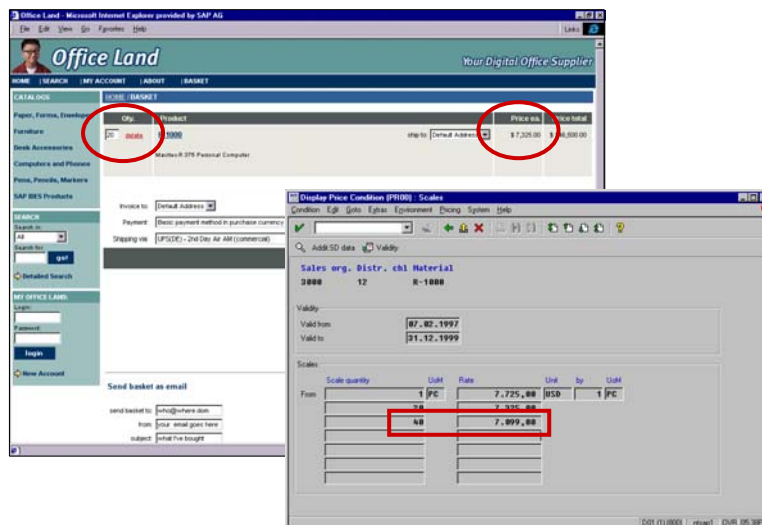 Office Land - Microsoft Internet Explorer provided by SAP AG
File Edit View Go Favorites Help
Links
Office Land
Your Digital Office Supplier
HOME | SEARCH | MY ACCOUNT | ABOUT | BASKET
CATALOGS
Paper, Forms, Envelopes
Furniture
Desk Accessories
Computers and Phones
Pens, Pencils, Markers
SAP IDES Products
SEARCH
Search in:
All
Search for:
go!
Detailed Search
MY OFFICE LAND
Login:
Password:
login
New Account
HOME / BASKET
Qty. Product Price ea. Price total
20 delete R-1000 ship to: Default Address $ 7,325.00
Maxitec-R 375 Personal Computer
Invoice to: Default Address
Payment: Basic payment method in purchase currency
Shipping via: UPS(DE) - 2nd Day Air AM (commercial)
Send basket as email
send basket to: who@where.dom
from: your email goes here
subject: what I've bought
Display Price Condition (PR00) : Scales
Condition Edit Goto Extras Environment Pricing System Help
Addit SD data Validity
Sales org. Distr. chl Material
3000 12 R-1000
Validity
Valid from 07.02.1997
Valid to 31.12.1999
Scales
Scale quantity UoM Rate Unit by UoM
From 1 PC 7.725,00 USD 1 PC
20 7.325,00
40 7.099,00
OVR